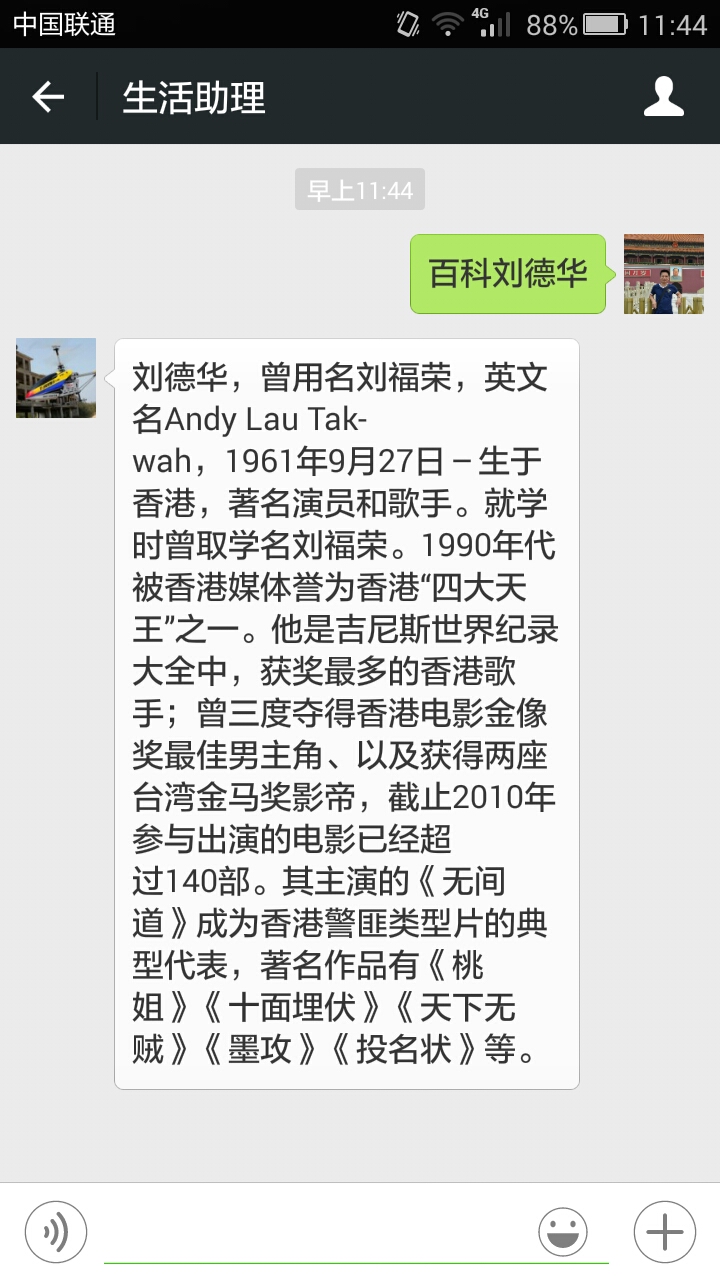 中国联通
4G
88%
11:44
生活助理
早上11:44
百科刘德华
刘德华，曾用名刘福荣，英文
名Andy Lau Tak-
wah，1961年9月27日 – 生于
香港，著名演员和歌手。就学
时曾取学名刘福荣。1990年代
被香港媒体誉为香港“四大天
王”之一。他是吉尼斯世界纪录
大全中，获奖最多的香港歌
手；曾三度夺得香港电影金像
奖最佳男主角、以及获得两座
台湾金马奖影帝，截止2010年
参与出演的电影已经超
过140部。其主演的《无间
道》成为香港警匪类型片的典
型代表，著名作品有《桃
姐》《十面埋伏》《天下无
贼》《墨攻》《投名状》等。